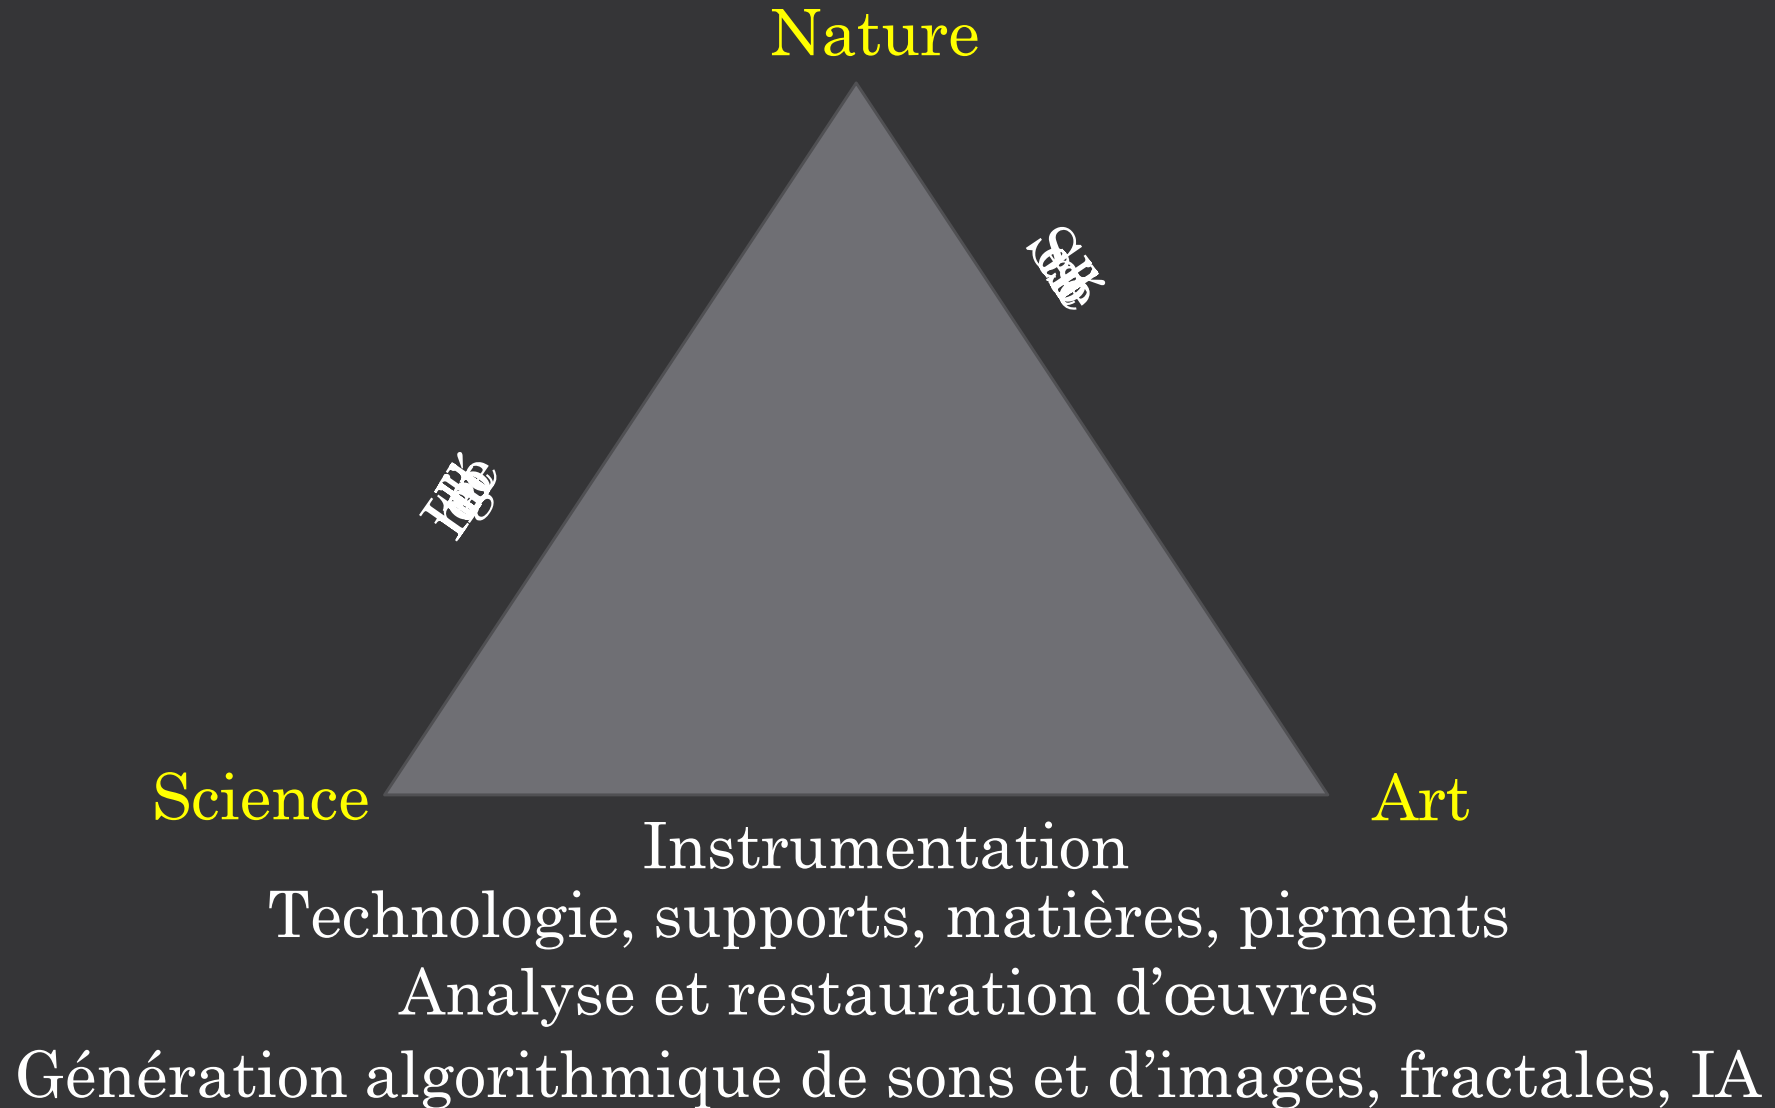 Nature
Science
Art
Instrumentation
Technologie, supports, matières, pigments
Analyse et restauration d’œuvres
Génération algorithmique de sons et d’images, fractales, IA